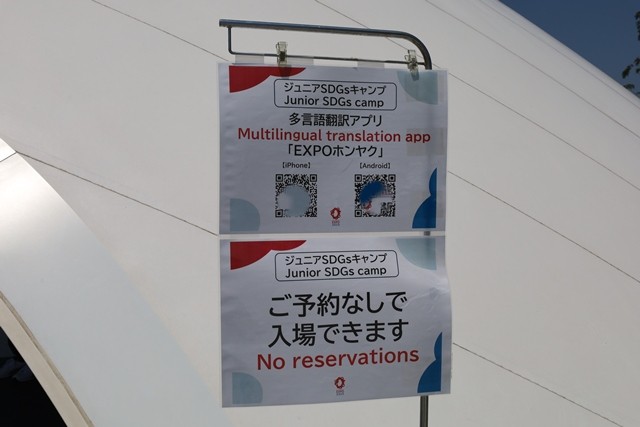 ジュニアSDGsキャンプ
Junior SDGs camp
多言語翻訳アプリ
Multilingual translation app
「EXPOホンヤク」
【iPhone】 【Android】
ジュニアSDGsキャンプ
Junior SDGs camp
ご予約なしで
入場できます
No reservations